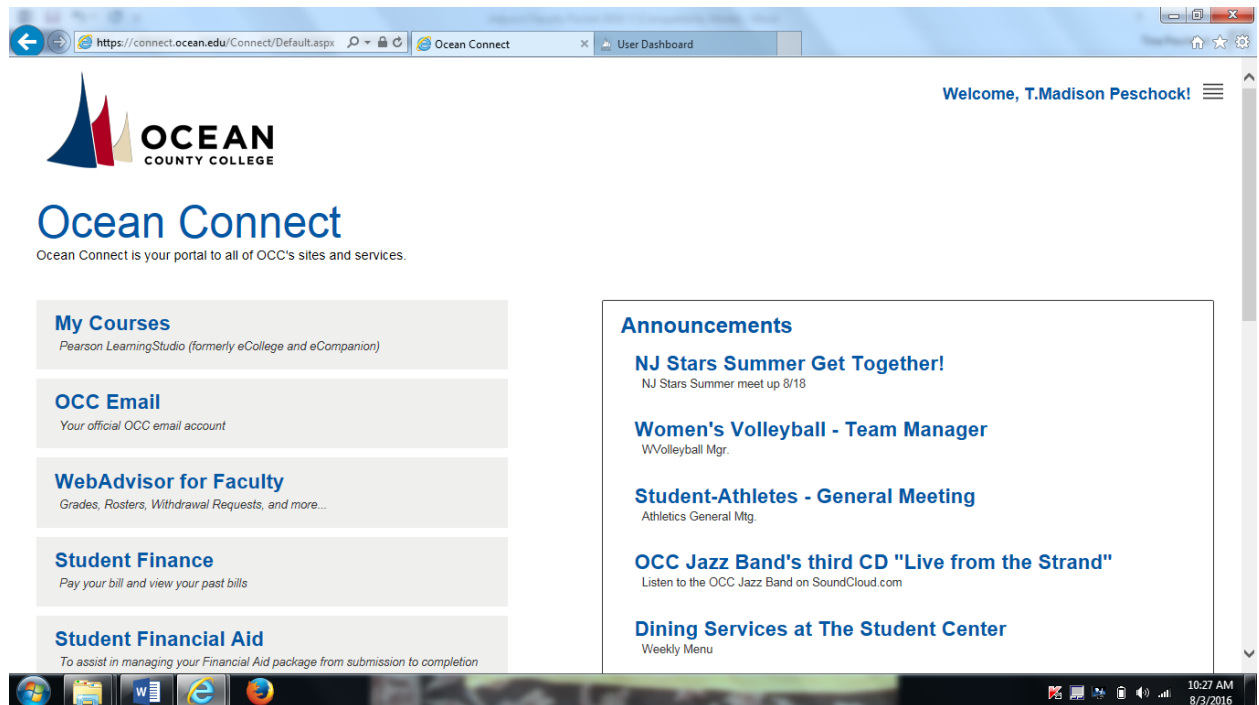 https://connect.ocean.edu/Connect/Default.aspx
Ocean Connect
User Dashboard
Welcome, T.Madison Peschock!
OCEAN
COUNTY COLLEGE
Ocean Connect
Ocean Connect is your portal to all of OCC's sites and services.
My Courses
Pearson LearningStudio (formerly eCollege and eCompanion)
OCC Email
Your official OCC email account
WebAdvisor for Faculty
Grades, Rosters, Withdrawal Requests, and more...
Student Finance
Pay your bill and view your past bills
Student Financial Aid
To assist in managing your Financial Aid package from submission to completion
Announcements
NJ Stars Summer Get Together!
NJ Stars Summer meet up 8/18
Women's Volleyball - Team Manager
WVolleyball Mgr.
Student-Athletes - General Meeting
Athletics General Mtg.
OCC Jazz Band's third CD "Live from the Strand"
Listen to the OCC Jazz Band on SoundCloud.com
Dining Services at The Student Center
Weekly Menu
10:27 AM
8/3/2016